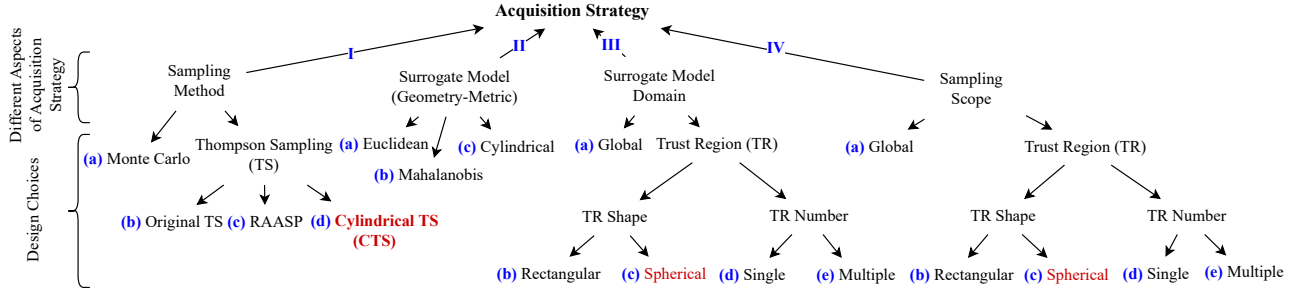 Acquisition Strategy
I
II
III
IV
Different Aspects
of Acquisition
Strategy
Sampling
Method
Surrogate Model
(Geometry-Metric)
Surrogate Model
Domain
Sampling
Scope
Design Choices
(a) Monte Carlo
Thompson Sampling
(TS)
(a) Euclidean
(b) Mahalanobis
(c) Cylindrical
(a) Global
Trust Region (TR)
(a) Global
Trust Region (TR)
(b) Original TS
(c) RAASP
(d) Cylindrical TS
(CTS)
TR Shape
TR Number
TR Shape
TR Number
(b) Rectangular
(c) Spherical
(d) Single
(e) Multiple
(b) Rectangular
(c) Spherical
(d) Single
(e) Multiple